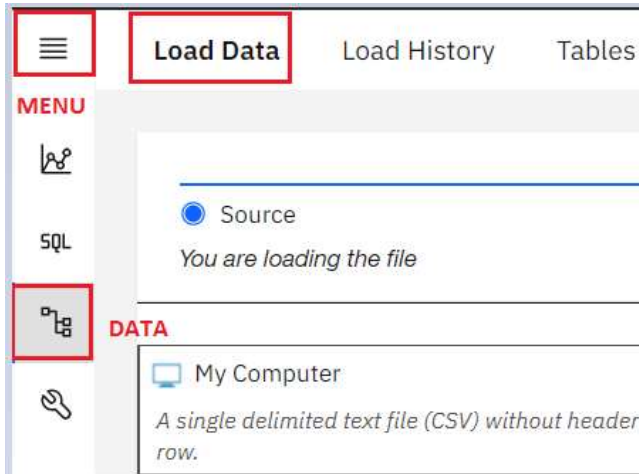 Load Data Load History Tables
MENU
Source
SQL
You are loading the file
DATA
My Computer
A single delimited text file (CSV) without header
row.